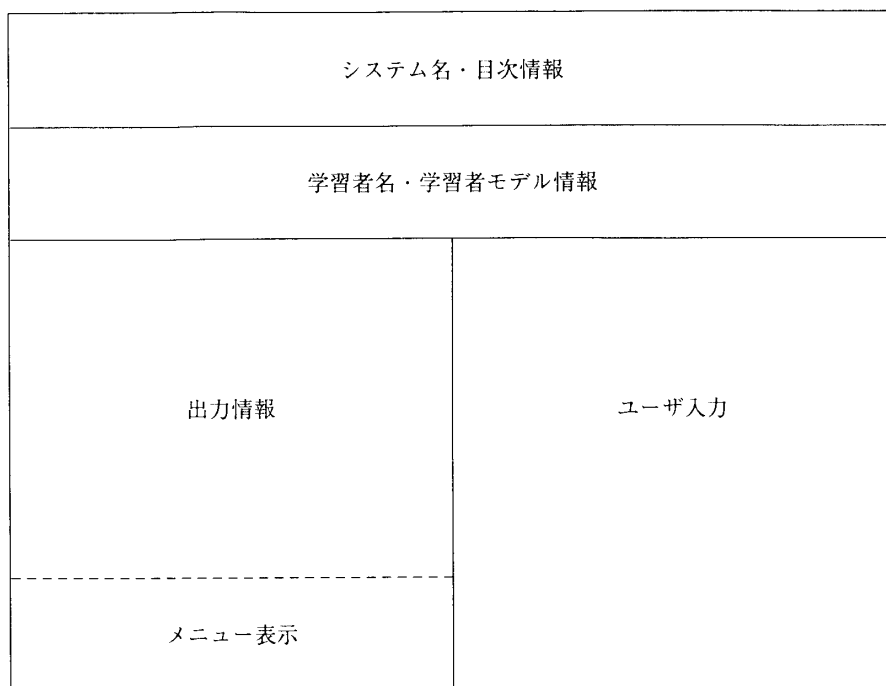 システム名・目次情報
学習者名・学習者モデル情報
出力情報
ユーザ入力
メニュー表示